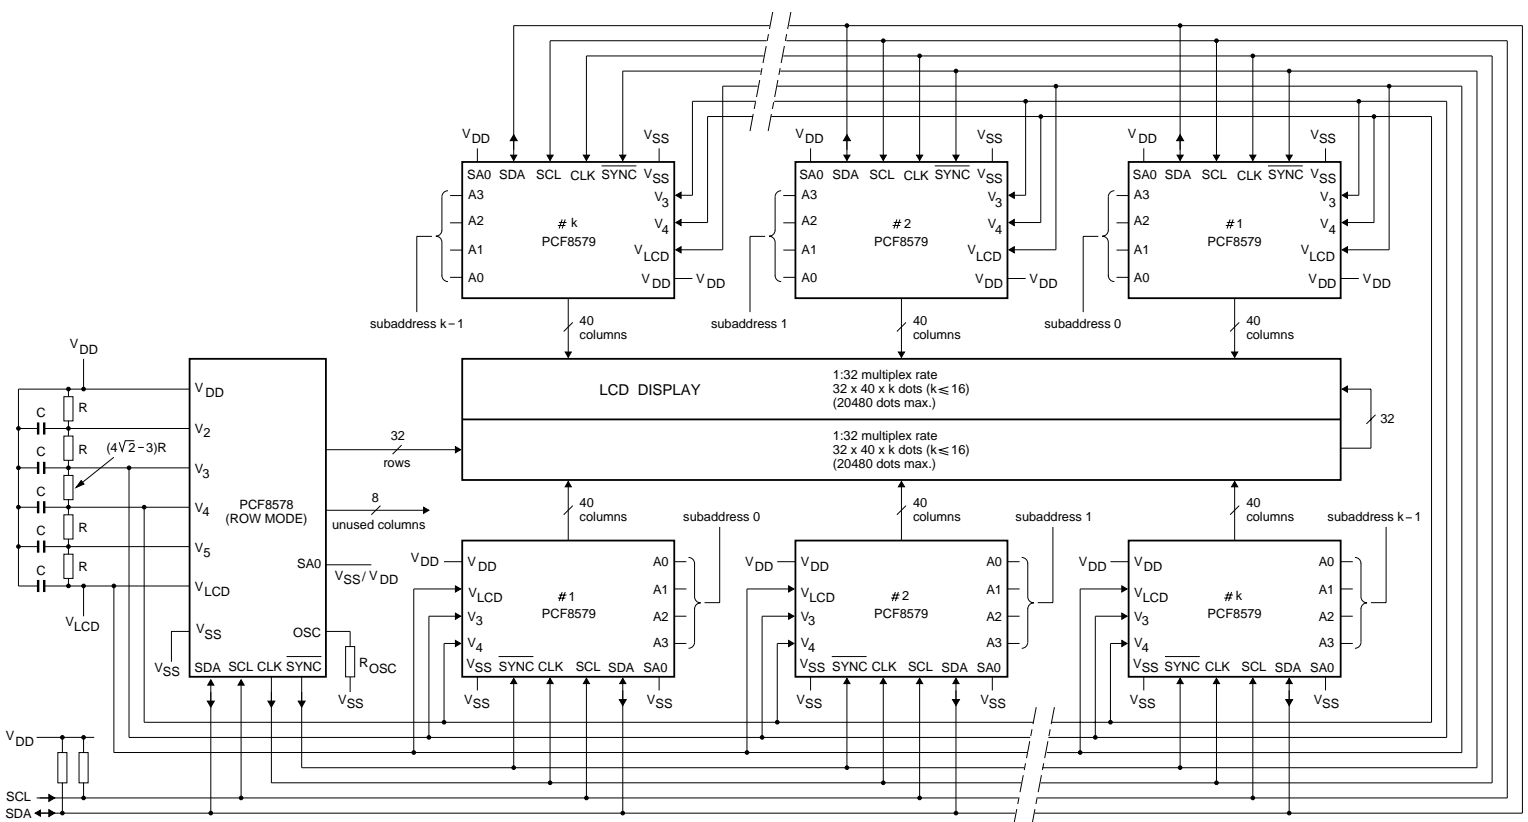 VDD VSS VDD VSS VDD VSS
SA0 SDA SCL CLK SYNC VSS SA0 SDA SCL CLK SYNC VSS SA0 SDA SCL CLK SYNC VSS
A3 V3 A3 V3 A3 V3
A2 # k V4 A2 # 2 V4 A2 # 1 V4
PCF8579 PCF8579 PCF8579
A1 VLCD A1 VLCD A1 VLCD
A0 VDD VDD A0 VDD VDD A0 VDD VDD
subaddress k−1 40 columns subaddress 1 40 columns subaddress 0 40 columns
VDD
VDD
C R V2
C R (4√2−3)R V3
C V4
C R V5
C R VLCD
VLCD
PCF8578
(ROW MODE)
SA0
VSS/VDD
VSS
VSS
OSC
ROSC
VSS
SDA SCL CLK SYNC
32
rows
8
unused columns
LCD DISPLAY
1:32 multiplex rate
32 x 40 x k dots (k⩽16)
(20480 dots max.)
1:32 multiplex rate
32 x 40 x k dots (k⩽16)
(20480 dots max.)
32
40 columns subaddress 0 40 columns subaddress 1 40 columns subaddress k−1
VDD VDD A0 VDD VDD A0 VDD VDD A0
VLCD # 1 A1 VLCD # 2 A1 VLCD # k A1
PCF8579 PCF8579 PCF8579
V3 A2 V3 A2 V3 A2
V4 A3 V4 A3 V4 A3
VSS SYNC CLK SCL SDA SA0 VSS SYNC CLK SCL SDA SA0 VSS SYNC CLK SCL SDA SA0
VSS VSS VSS VSS VSS VSS
VDD
SCL
SDA